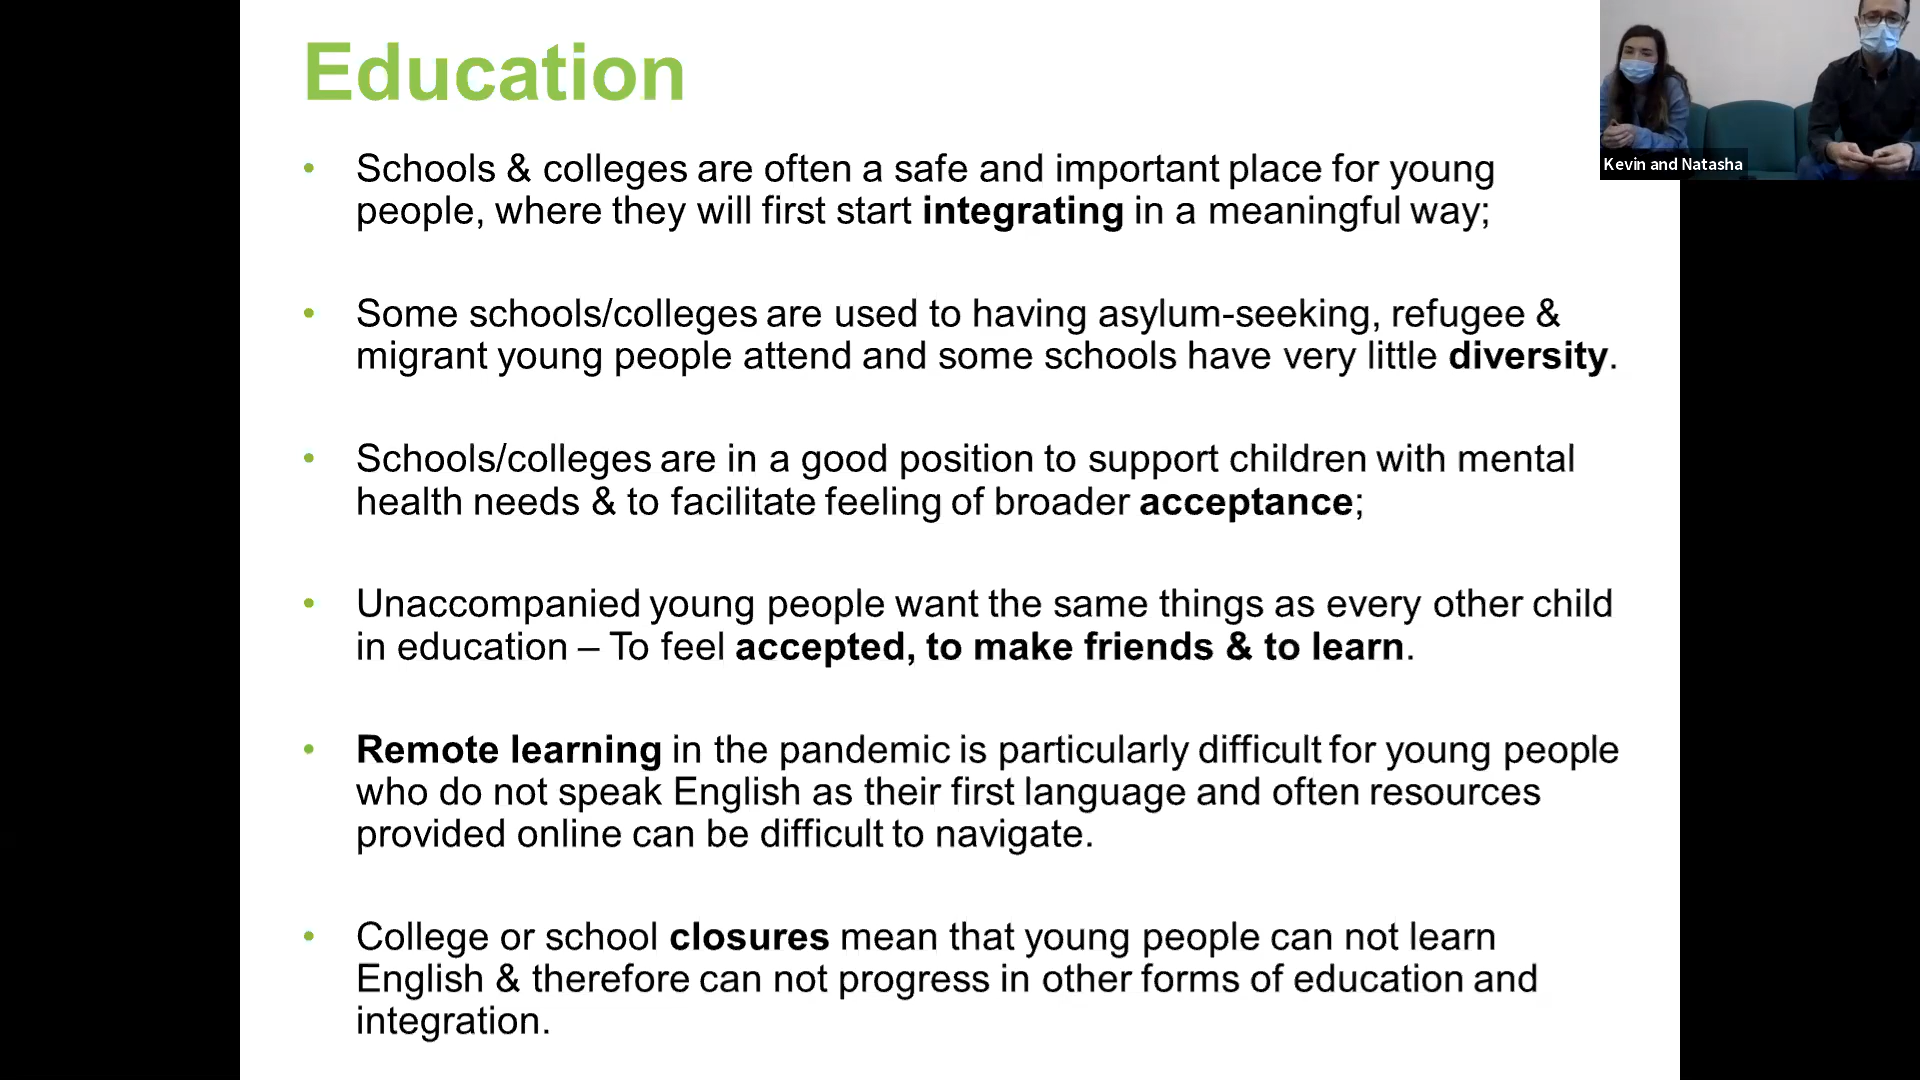 Education
• Schools & colleges are often a safe and important place for young
people, where they will first start integrating in a meaningful way;
• Some schools/colleges are used to having asylum-seeking, refugee &
migrant young people attend and some schools have very little diversity.
• Schools/colleges are in a good position to support children with mental
health needs & to facilitate feeling of broader acceptance;
• Unaccompanied young people want the same things as every other child
in education – To feel accepted, to make friends & to learn.
• Remote learning in the pandemic is particularly difficult for young people
who do not speak English as their first language and often resources
provided online can be difficult to navigate.
• College or school closures mean that young people can not learn
English & therefore can not progress in other forms of education and
integration.
Kevin and Natasha